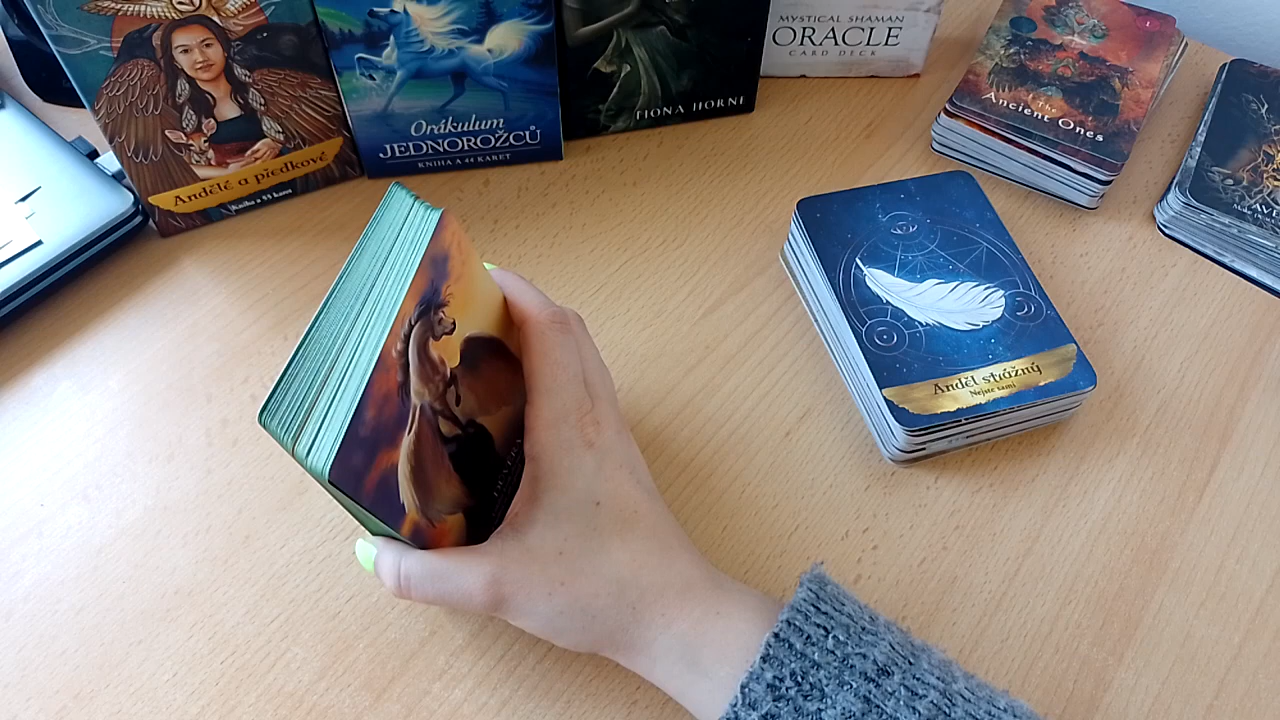 Andělé a předkové
Kniha a 55 karet
Orákulum
JEDNOROŽCŮ
KNIHA A 44 KARET
FIONA HORNE
MYSTICAL SHAMAN
ORACLE
CARD DECK
The
Ancient Ones
Anděl strážný
Nejste sami